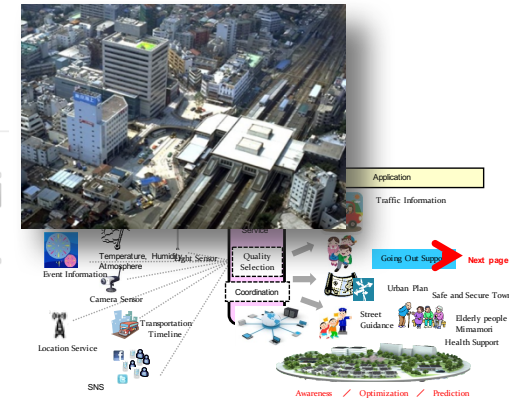 Application
Traffic Information
Service
Temperature, Humidity
Light Sensor
Atmosphere
Quality
Selection
Going Out Suppo
Next page
Event Information
Camera Sensor
Coordination
Urban Plan
Safe and Secure Town
Transportation
Timeline
Street
Guidance
Elderly people
Mimamori
Location Service
Health Support
SNS
Awareness / Optimization / Prediction